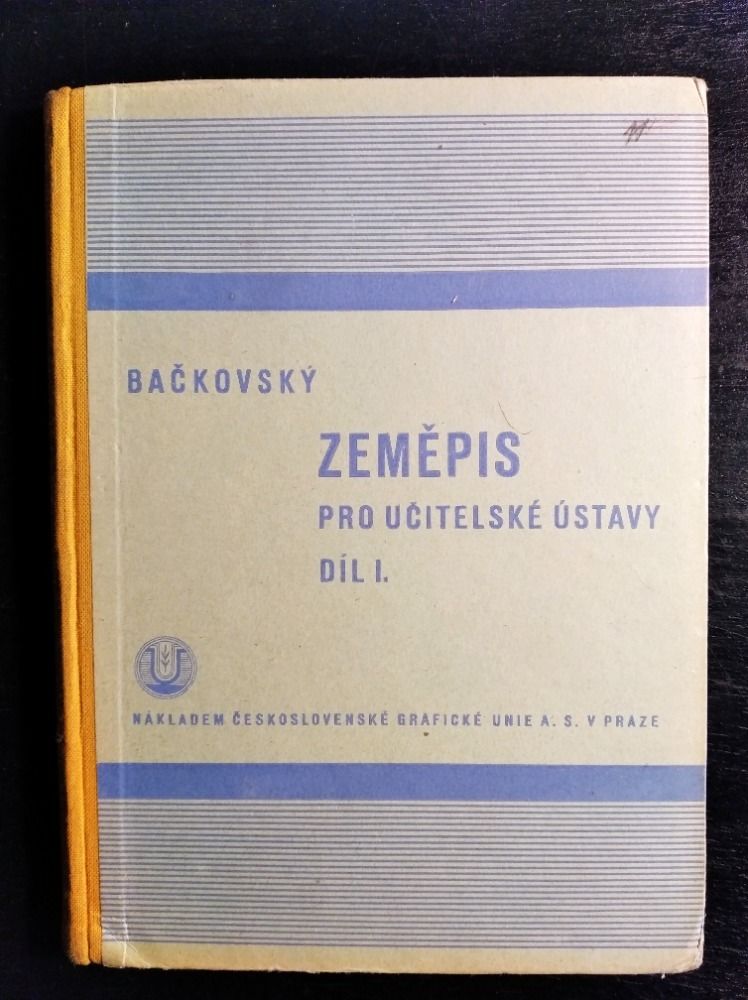 BAČKOVSKÝ
ZEMĚPIS
PRO UČITELSKÉ ÚSTAVY
DÍL I.
U
NÁKLADEM ČESKOSLOVENSKÉ GRAFICKÉ UNIE A. S. V PRAZE